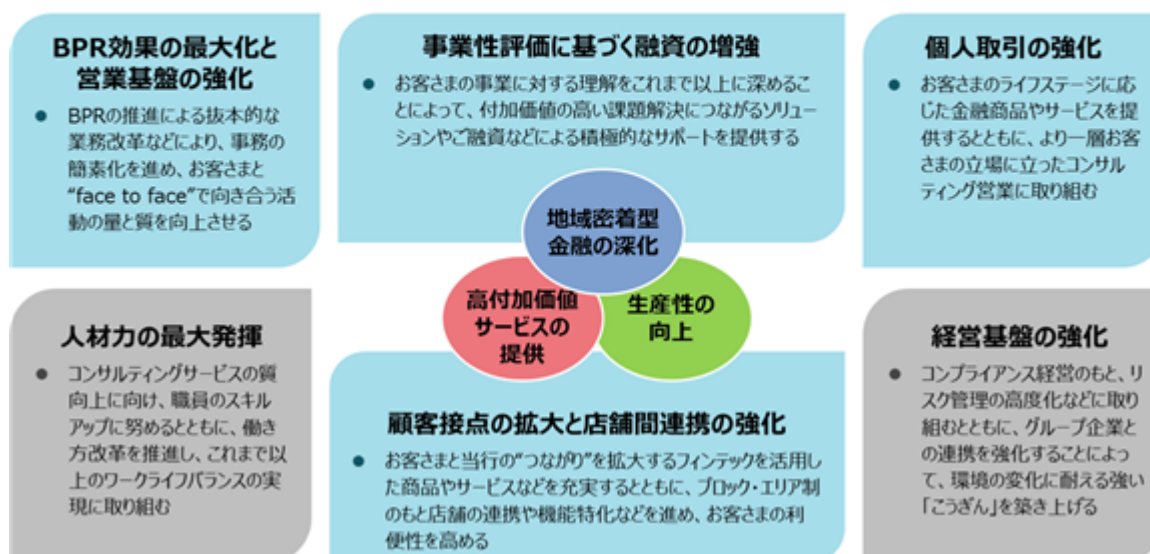 BPR効果の最大化と
営業基盤の強化
● BPRの推進による抜本的な
業務改革などにより、事務の
簡素化を進め、お客さまと
“face to face”で向き合う活
動の量と質を向上させる
事業性評価に基づく融資の増強
● お客さまの事業に対する理解をこれまで以上に深めるこ
とによって、付加価値の高い課題解決につながるソリュー
ションやご融資などによる積極的なサポートを提供する
個人取引の強化
● お客さまのライフステージに応
じた金融商品やサービスを提
供するとともに、より一層お客
さまの立場に立ったコンサル
ティング営業に取り組む
地域密着型
金融の深化
高付加価値
サービスの
提供
生産性の
向上
人材力の最大発揮
● コンサルティングサービスの質
向上に向け、職員のスキル
アップに努めるとともに、働き
方改革を推進し、これまで以
上のワークライフバランスの実
現に取り組む
顧客接点の拡大と店舗間連携の強化
● お客さまと当行の“つながり”を拡大するフィンテックを活用し
た商品やサービスなどを充実するとともに、ブロック・エリア制
のもと店舗の連携や機能特化などを進め、お客さまの利
便性を高める
経営基盤の強化
● コンプライアンス経営のもと、リ
スク管理の高度化などに取り
組むとともに、グループ企業と
の連携を強化することによっ
て、環境の変化に耐える強い
「こうぎん」を築き上げる